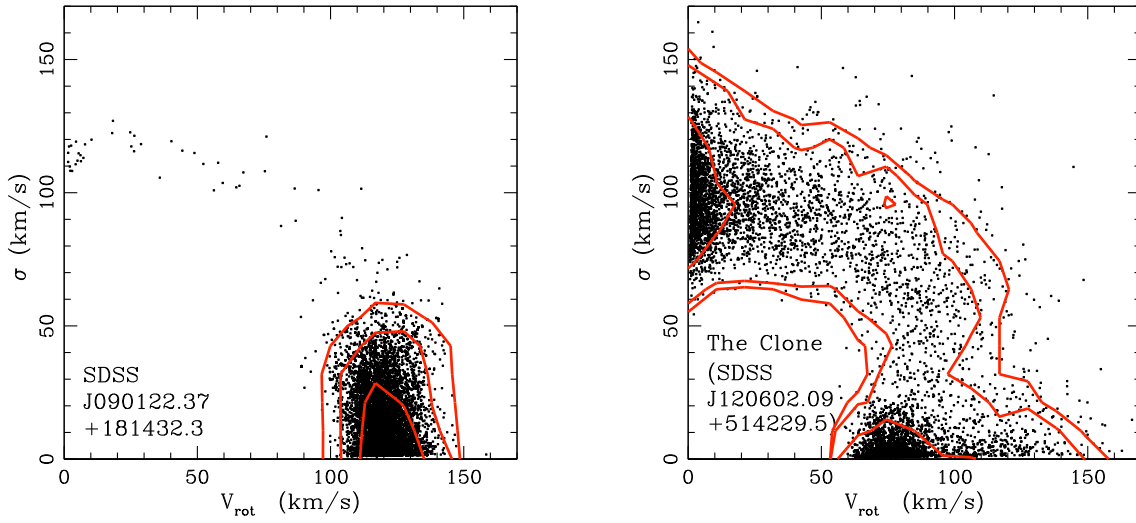 150
100
50
0
σ (km/s)
SDSS
J090122.37
+181432.3
0 50 100 150
V_rot (km/s)
150
100
50
0
σ (km/s)
The Clone
(SDSS
J120602.09
+514229.5)
0 50 100 150
V_rot (km/s)